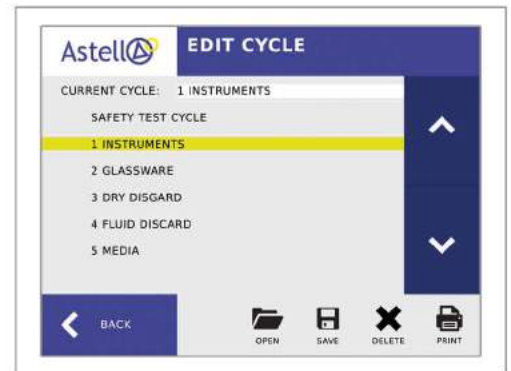 Astell
EDIT CYCLE
CURRENT CYCLE: 1 INSTRUMENTS
SAFETY TEST CYCLE
1 INSTRUMENTS
2 GLASSWARE
3 DRY DISGARD
4 FLUID DISCARD
5 MEDIA
BACK
OPEN
SAVE
DELETE
PRINT